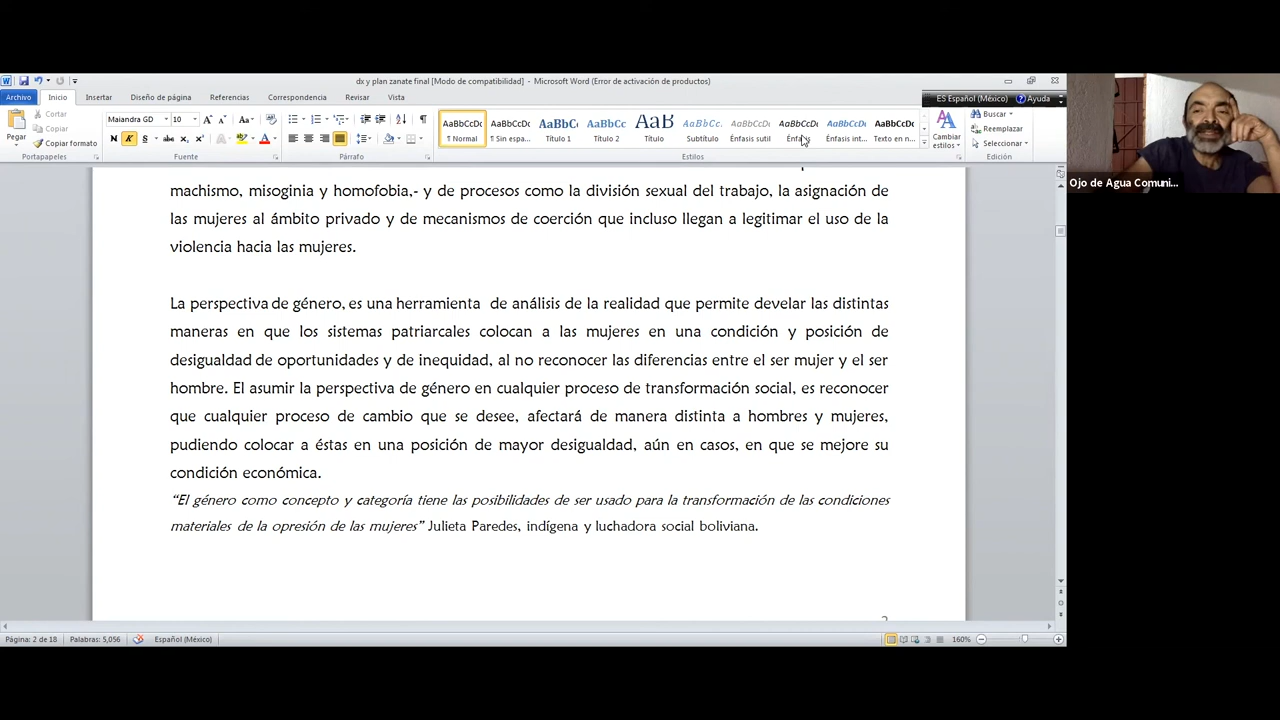 dx y plan zanate final [Modo de compatibilidad] - Microsoft Word (Error de activación de productos)
Archivo Inicio Insertar Diseño de página Referencias Correspondencia Revisar Vista
ES Español (México) Ayuda
Pegar
Cortar
Copiar
Copiar formato
Portapapeles
Maiandra GD 10
Fuente
Párrafo
AaBbCcDc AaBbCcDc AaBbCc AaBbCc AaB AaBbCc. AaBbCcDt AaBbCcDt AaBbCcDt AaBbCcDc
¶ Normal ¶ Sin espa... Título 1 Título 2 Título Subtítulo Énfasis sutil Énfasis Énfasis int... Texto en n...
Estilos
Cambiar estilos
Buscar
Reemplazar
Seleccionar
Edición
machismo, misoginia y homofobia,- y de procesos como la división sexual del trabajo, la asignación de
las mujeres al ámbito privado y de mecanismos de coerción que incluso llegan a legitimar el uso de la
violencia hacia las mujeres.
La perspectiva de género, es una herramienta de análisis de la realidad que permite develar las distintas
maneras en que los sistemas patriarcales colocan a las mujeres en una condición y posición de
desigualdad de oportunidades y de inequidad, al no reconocer las diferencias entre el ser mujer y el ser
hombre. El asumir la perspectiva de género en cualquier proceso de transformación social, es reconocer
que cualquier proceso de cambio que se desee, afectará de manera distinta a hombres y mujeres,
pudiendo colocar a éstas en una posición de mayor desigualdad, aún en casos, en que se mejore su
condición económica.
“El género como concepto y categoría tiene las posibilidades de ser usado para la transformación de las condiciones
materiales de la opresión de las mujeres” Julieta Paredes, indígena y luchadora social boliviana.
Página: 2 de 18 Palabras: 5,056 Español (México) 160%
Ojo de Agua Comuni...